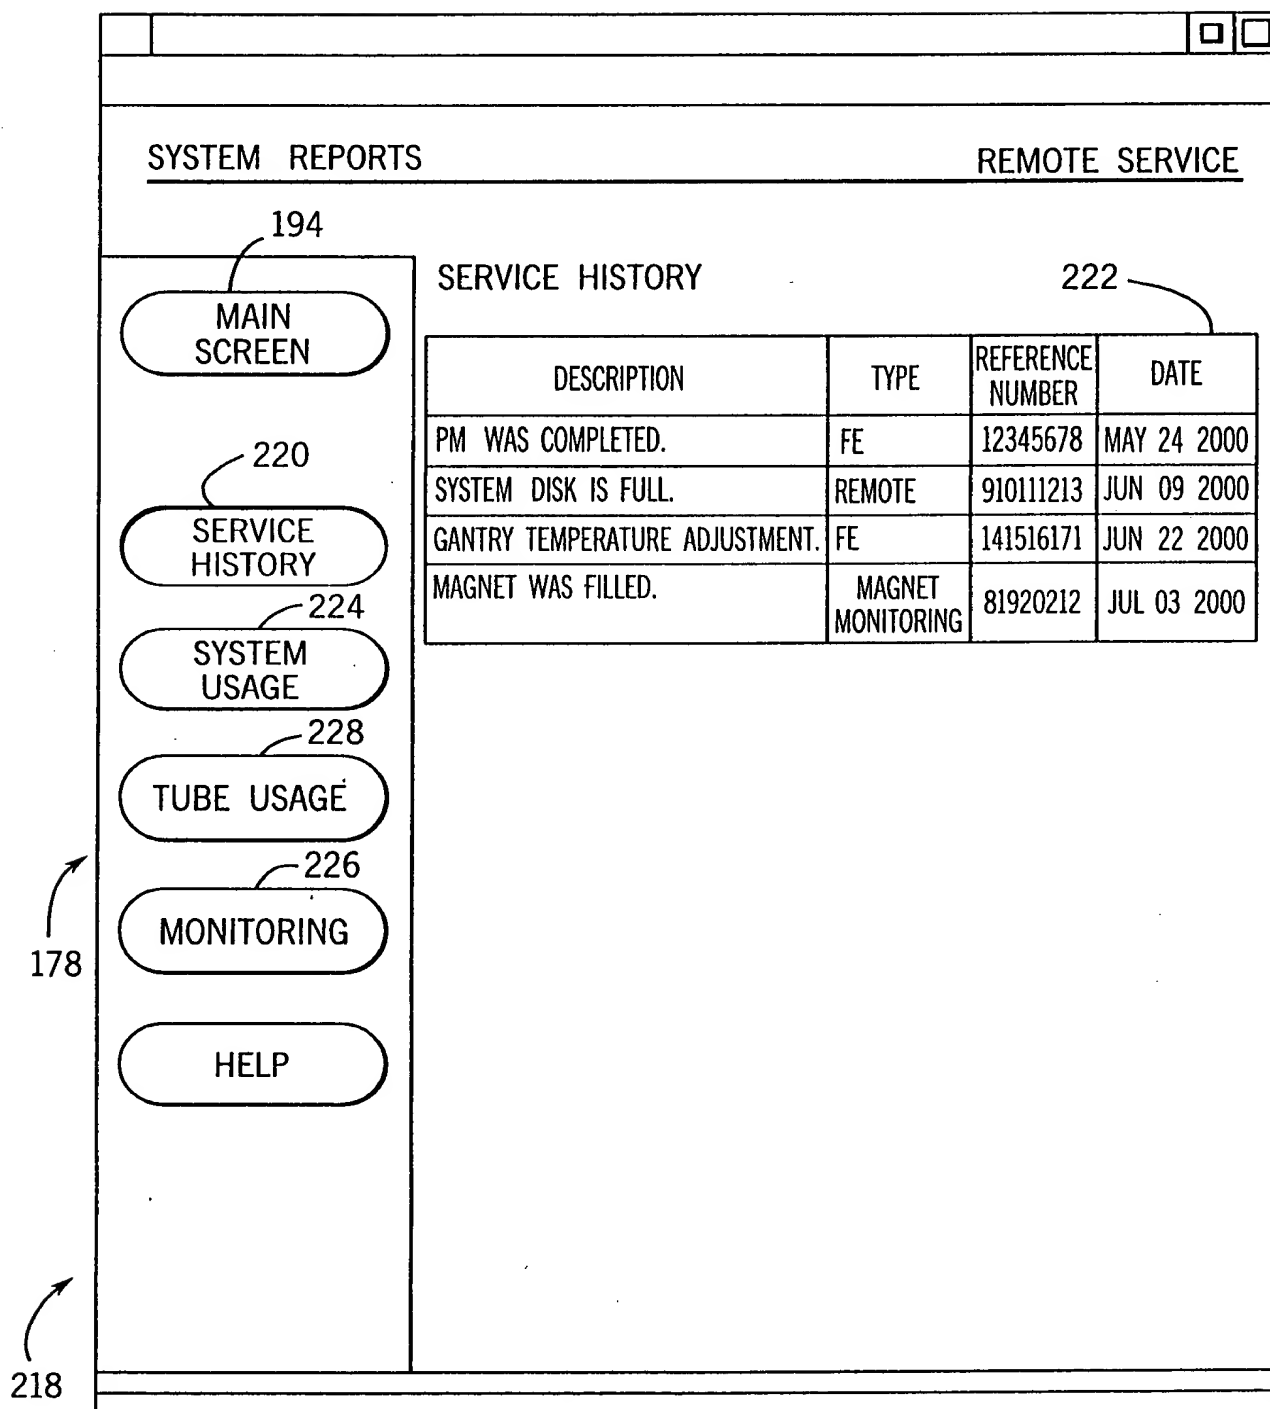 SYSTEM REPORTS REMOTE SERVICE
194
MAIN
SCREEN
220
SERVICE
HISTORY
224
SYSTEM
USAGE
228
TUBE USAGE
226
MONITORING
HELP
178
218
SERVICE HISTORY
222
DESCRIPTION TYPE REFERENCE NUMBER DATE
PM WAS COMPLETED. FE 12345678 MAY 24 2000
SYSTEM DISK IS FULL. REMOTE 910111213 JUN 09 2000
GANTRY TEMPERATURE ADJUSTMENT. FE 141516171 JUN 22 2000
MAGNET WAS FILLED. MAGNET MONITORING 81920212 JUL 03 2000